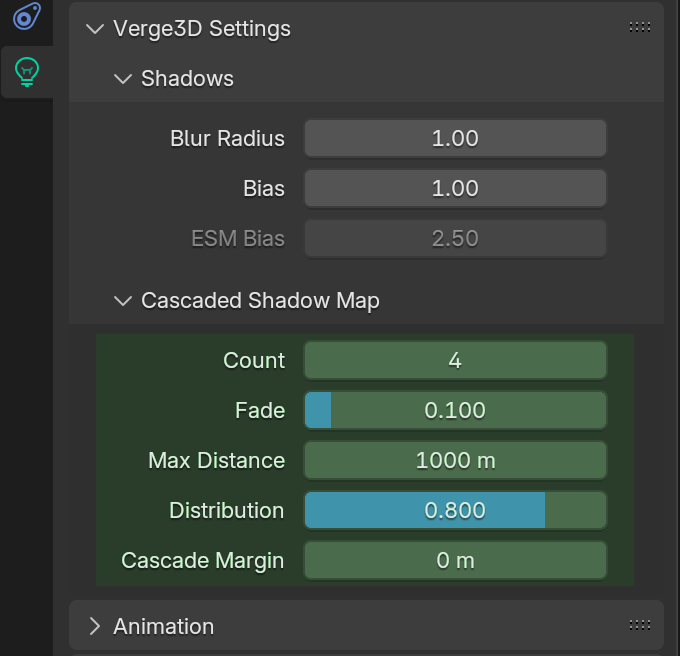 Verge3D Settings
Shadows
Blur Radius 1.00
Bias 1.00
ESM Bias 2.50
Cascaded Shadow Map
Count 4
Fade 0.100
Max Distance 1000 m
Distribution 0.800
Cascade Margin 0 m
Animation